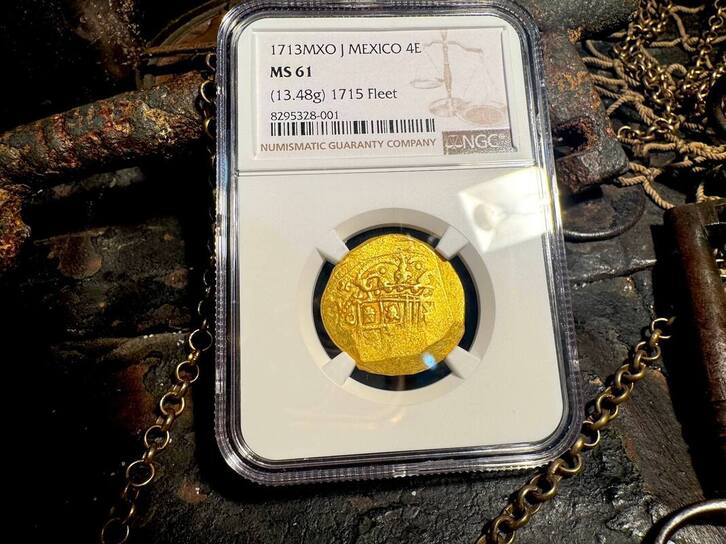 1713MXO J MEXICO 4E
MS 61
(13.48g) 1715 Fleet
8295328-001
NGC
NUMISMATIC GUARANTY COMPANY